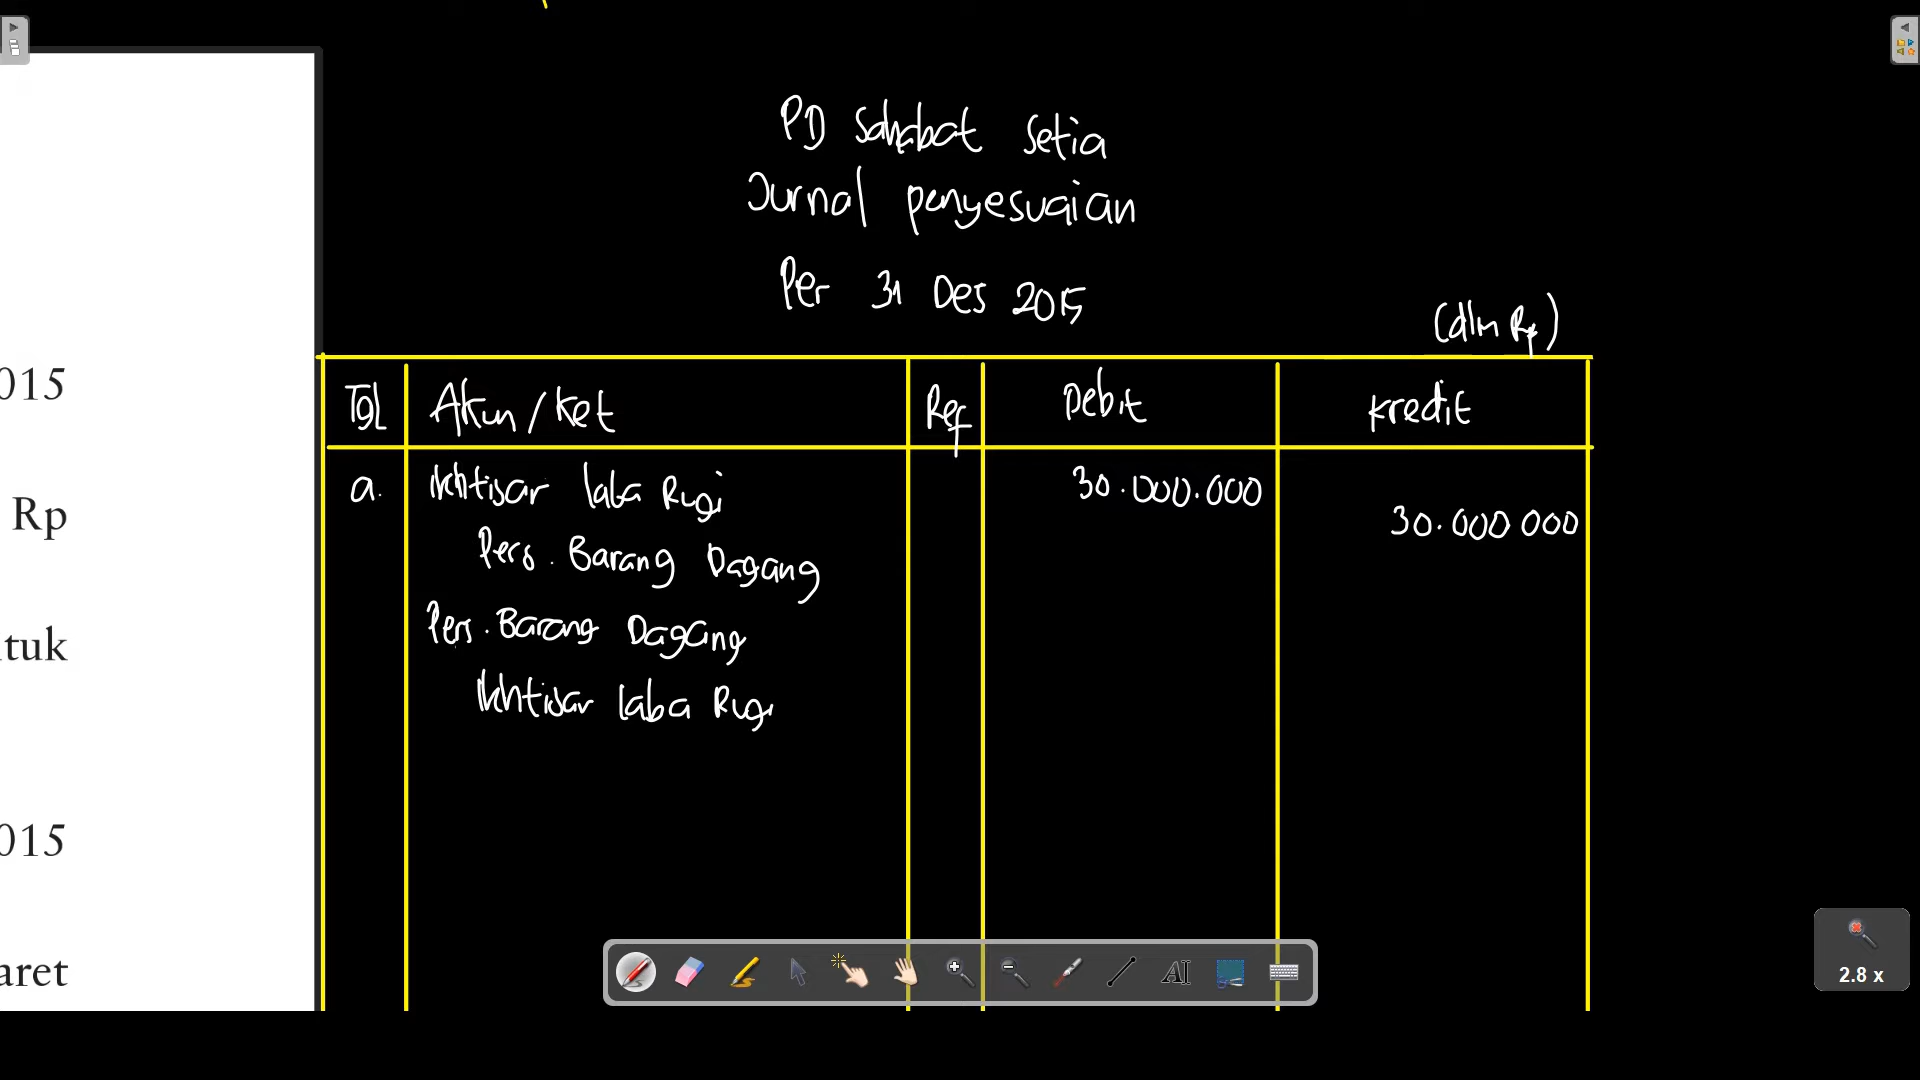 PD Sahabat Setia
Jurnal penyesuaian
Per 31 Des 2015
(dlm Rp)
Tgl Akun/Ket Ref Debit Kredit
a. Ikhtisar laba Rugi 30.000.000
Pers. Barang Dagang 30.000 000
Pers. Barang Dagang
Ikhtisar laba Rugi
015
Rp
tuk
015
aret
AI
2.8 x